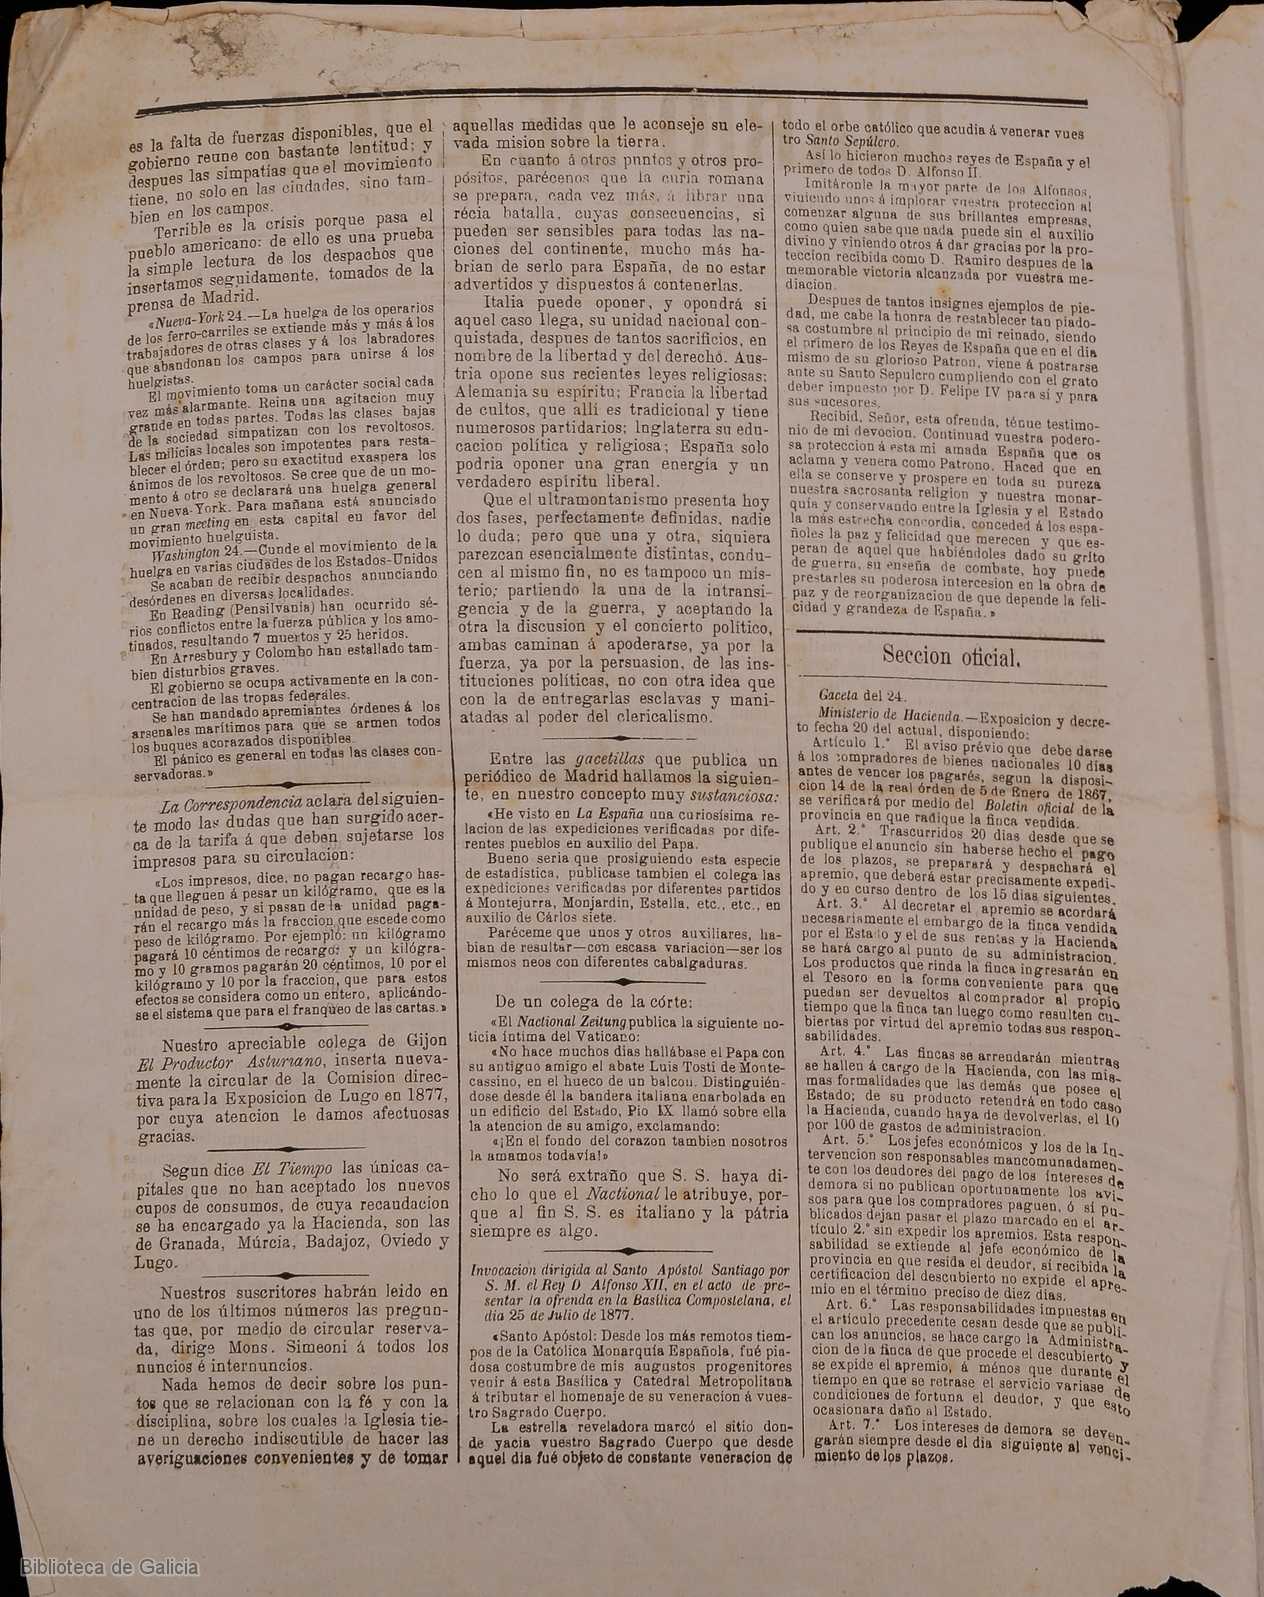 es la falta de fuerzas disponibles, que el
gobierno reune con bastante lentitud; y
despues las simpatías que el movimiento
tiene, no solo en las ciudades, sino tam-
bien en los campos.
Terrible es la crísis porque pasa el
pueblo americano: de ello es una prueba
la simple lectura de los despachos que
insertamos seguidamente, tomados de la
prensa de Madrid.
«Nueva-York 24.—La huelga de los operarios
de los ferro-carriles se extiende más y más á los
trabajadores de otras clases y á los labradores
que abandonan los campos para unirse á los
huelgistas.
El movimiento toma un carácter social cada
vez más alarmante. Reina una agitacion muy
grande en todas partes. Todas las clases bajas
de la sociedad simpatizan con los revoltosos.
Las milicias locales son impotentes para resta-
blecer el órden; pero su exactitud exaspera los
ánimos de los revoltosos. Se cree que de un mo-
mento á otro se declarará una huelga general
en Nueva-York. Para mañana está anunciado
un gran meeting en esta capital en favor del
movimiento huelguista.
Washington 24.—Cunde el movimiento de la
huelga en varias ciudades de los Estados-Unidos
Se acaban de recibir despachos anunciando
desórdenes en diversas localidades.
En Reading (Pensilvania) han ocurrido sé-
rios conflictos entre la fuerza pública y los amo-
tinados, resultando 7 muertos y 25 heridos.
En Arresbury y Colombo han estallado tam-
bien disturbios graves.
El gobierno se ocupa activamente en la con-
centracion de las tropas federales.
Se han mandado apremiantes órdenes á los
arsenales marítimos para que se armen todos
los buques acorazados disponibles.
El pánico es general en todas las clases con-
servadoras.»
La Correspondencia aclara del siguien-
te modo las dudas que han surgido acer-
ca de la tarifa á que deben sujetarse los
impresos para su circulacion:
«Los impresos, dice, no pagan recargo has-
ta que lleguen á pesar un kilógramo, que es la
unidad de peso, y si pasan de la unidad paga-
rán el recargo más la fraccion que escede como
peso de kilógramo. Por ejemplo: un kilógramo
pagará 10 céntimos de recargo; y un kilógra-
mo y 10 gramos pagarán 20 céntimos, 10 por el
kilógramo y 10 por la fraccion, que para estos
efectos se considera como un entero, aplicándo-
se el sistema que para el franqueo de las cartas.»
Nuestro apreciable colega de Gijon
El Productor Asturiano, inserta nueva-
mente la circular de la Comision direc-
tiva para la Exposicion de Lugo en 1877,
por cuya atencion le damos afectuosas
gracias.
Segun dice El Tiempo las únicas ca-
pitales que no han aceptado los nuevos
cupos de consumos, de cuya recaudacion
se ha encargado ya la Hacienda, son las
de Granada, Múrcia, Badajoz, Oviedo y
Lugo.
Nuestros suscritores habrán leido en
uno de los últimos números las pregun-
tas que, por medio de circular reserva-
da, dirige Mons. Simeoni á todos los
nuncios é internuncios.
Nada hemos de decir sobre los pun-
tos que se relacionan con la fé y con la
disciplina, sobre los cuales la Iglesia tie-
ne un derecho indiscutible de hacer las
averiguaciones convenientes y de tomar
aquellas medidas que le aconseje su ele-
vada mision sobre la tierra.
En cuanto á otros puntos y otros pro-
pósitos, parécenos que la curia romana
se prepara, cada vez más, á librar una
récia batalla, cuyas consecuencias, si
pueden ser sensibles para todas las na-
ciones del continente, mucho más ha-
brian de serlo para España, de no estar
advertidos y dispuestos á contenerlas.
Italia puede oponer, y opondrá si
aquel caso llega, su unidad nacional con-
quistada, despues de tantos sacrificios, en
nombre de la libertad y del derecho. Aus-
tria opone sus recientes leyes religiosas;
Alemania su espíritu; Francia la libertad
de cultos, que allí es tradicional y tiene
numerosos partidarios; Inglaterra su edu-
cacion política y religiosa; España solo
podria oponer una gran energía y un
verdadero espíritu liberal.
Que el ultramontanismo presenta hoy
dos fases, perfectamente definidas, nadie
lo duda; pero que una y otra, siquiera
parezcan esencialmente distintas, condu-
cen al mismo fin, no es tampoco un mis-
terio; partiendo la una de la intransi-
gencia y de la guerra, y aceptando la
otra la discusion y el concierto político,
ambas caminan á apoderarse, ya por la
fuerza, ya por la persuasion, de las ins-
tituciones políticas, no con otra idea que
con la de entregarlas esclavas y mani-
atadas al poder del clericalismo.
Entre las gacetillas que publica un
periódico de Madrid hallamos la siguien-
te, en nuestro concepto muy sustanciosa:
«He visto en La España una curiosísima re-
lacion de las expediciones verificadas por dife-
rentes pueblos en auxilio del Papa.
Bueno seria que prosiguiendo esta especie
de estadística, públicase tambien el colega las
expediciones verificadas por diferentes partidos
á Montejurra, Monjardin, Estella, etc., etc., en
auxilio de Cárlos siete.
Paréceme que unos y otros auxiliares, ha-
bian de resultar—con escasa variacion—ser los
mismos neos con diferentes cabalgaduras.
De un colega de la córte:
«El Nactional Zeitung publica la siguiente no-
ticia íntima del Vaticano:
«No hace muchos dias hallábase el Papa con
su antiguo amigo el abate Luis Tosti de Monte-
cassino, en el hueco de un balcon. Distinguién-
dose desde él la bandera italiana enarbolada en
un edificio del Estado, Pio IX llamó sobre ella
la atencion de su amigo, exclamando:
«¡En el fondo del corazon tambien nosotros
la amamos todavía!»
No será extraño que S. S. haya di-
cho lo que el Nactional le atribuye, por-
que al fin S. S. es italiano y la pátria
siempre es algo.
Invocacion dirigida al Santo Apóstol Santiago por
S. M. el Rey D Alfonso XII, en el acto de pre-
sentar la ofrenda en la Basílica Compostelana, el
dia 25 de Julio de 1877.
«Santo Apóstol: Desde los más remotos tiem-
pos de la Católica Monarquía Española, fué pia-
dosa costumbre de mis augustos progenitores
venir á esta Basílica y Catedral Metropolitana
á tributar el homenaje de su veneracion á vues-
tro Sagrado Cuerpo.
La estrella reveladora marcó el sitio don-
de yacia vuestro Sagrado Cuerpo que desde
aquel dia fué objeto de constante veneracion de
todo el orbe católico que acudia á venerar vues
tro Santo Sepulcro.
Así lo hicieron muchos reyes de España y el
primero de todos D. Alfonso II.
Imitáronle la mayor parte de los Alfonsos,
viniendo unos á implorar vuestra proteccion al
comenzar alguna de sus brillantes empresas,
como quien sabe que nada puede sin el auxilio
divino y viniendo otros á dar gracias por la pro-
teccion recibida como D. Ramiro despues de la
memorable victoria alcanzada por vuestra me-
diacion.
Despues de tantos insignes ejemplos de pie-
dad, me cabe la honra de restablecer tan piado-
sa costumbre al principio de mi reinado, siendo
el primero de los Reyes de España que en el dia
mismo de su glorioso Patron, viene á postrarse
ante su Santo Sepulcro cumpliendo con el grato
deber impuesto por D. Felipe IV para sí y para
sus sucesores.
Recibid, Señor, esta ofrenda, ténue testimo-
nio de mi devocion. Continuad vuestra podero-
sa proteccion á esta mi amada España que os
aclama y venera como Patrono. Haced que en
ella se conserve y prospere en toda su pureza
nuestra sacrosanta religion y nuestra monar-
quía y conservando entre la Iglesia y el Estado
la más estrecha concordia, conceded á los espa-
ñoles la paz y felicidad que merecen y que es-
peran de aquel que habiéndoles dado su grito
de guerra, su enseña de combate, hoy puede
prestarles su poderosa intercesion en la obra de
paz y de reorganizacion de que depende la feli-
cidad y grandeza de España.»
Seccion oficial.
Gaceta del 24.
Ministerio de Hacienda.—Exposicion y decre-
to fecha 20 del actual, disponiendo:
Artículo 1.° El aviso prévio que debe darse
á los compradores de bienes nacionales 10 dias
antes de vencer los pagarés, segun la disposi-
cion 14 de la real órden de 5 de Enero de 1867,
se verificará por medio del Boletin oficial de la
provincia en que radique la finca vendida.
Art. 2.° Trascurridos 20 dias desde que se
publique el anuncio sin haberse hecho el pago
de los plazos, se preparará y despachará el
apremio, que deberá estar precisamente expedi-
do y en curso dentro de los 15 dias siguientes.
Art. 3.° Al decretar el apremio se acordará
necesariamente el embargo de la finca vendida
por el Estado y el de sus rentas y la Hacienda
se hará cargo al punto de su administracion.
Los productos que rinda la finca ingresarán en
el Tesoro en la forma conveniente para que
puedan ser devueltos al comprador al propio
tiempo que la finca tan luego como resulten cu-
biertas por virtud del apremio todas sus respon-
sabilidades.
Art. 4.° Las fincas se arrendarán mientras
se hallen á cargo de la Hacienda, con las mis-
mas formalidades que las demás que posee el
Estado; de su producto retendrá en todo caso
la Hacienda, cuando haya de devolverlas, el 10
por 100 de gastos de administracion.
Art. 5.° Los jefes económicos y los de la In-
tervencion son responsables mancomunadamen-
te con los deudores del pago de los intereses de
demora si no publican oportunamente los avi-
sos para que los compradores paguen, ó si pu-
blicados dejan pasar el plazo marcado en el ar-
tículo 2.° sin expedir los apremios. Esta respon-
sabilidad se extiende al jefe económico de la
provincia en que resida el deudor, si recibida la
certificacion del descubierto no expide el apre-
mio en el término preciso de diez dias.
Art. 6.° Las responsabilidades impuestas en
el artículo precedente cesan desde que se publi-
can los anuncios, se hace cargo la Administra-
cion de la finca de que procede el descubierto y
se expide el apremio, á ménos que durante el
tiempo en que se retrase el servicio variase de
condiciones de fortuna el deudor, y que esto
ocasionara daño al Estado.
Art. 7.° Los intereses de demora se deven-
garán siempre desde el dia siguiente al venci-
miento de los plazos.
Biblioteca de Galicia